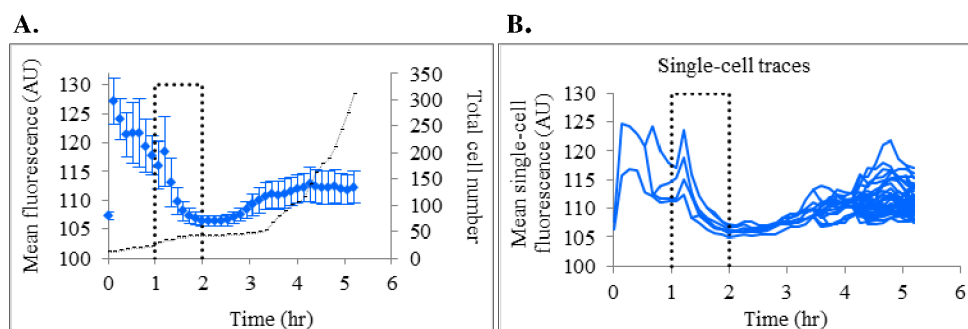 A.
Mean fluorescence (AU)
130
125
120
115
110
105
100
0 1 2 3 4 5 6
Time (hr)
350
300
250
200
150
100
50
0
Total cell number
B.
Single-cell traces
Mean single-cell
fluorescence (AU)
130
125
120
115
110
105
100
0 1 2 3 4 5 6
Time (hr)